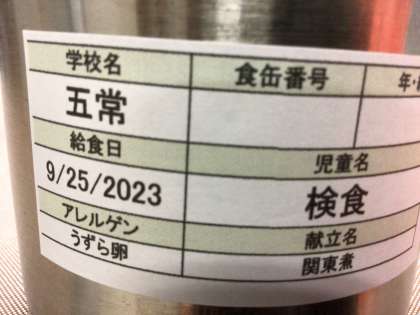 学校名 食缶番号 年・
五常
給食日 児童名
9/25/2023 検食
アレルゲン 献立名
うずら卵 関東煮